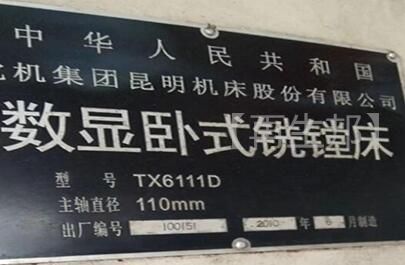 中华人民共和国
机集团昆明机床股份有限公司
数显卧式铣镗床
型号 TX6111D
主轴直径 110mm
出厂编号 100151 2010 年 6 月制造